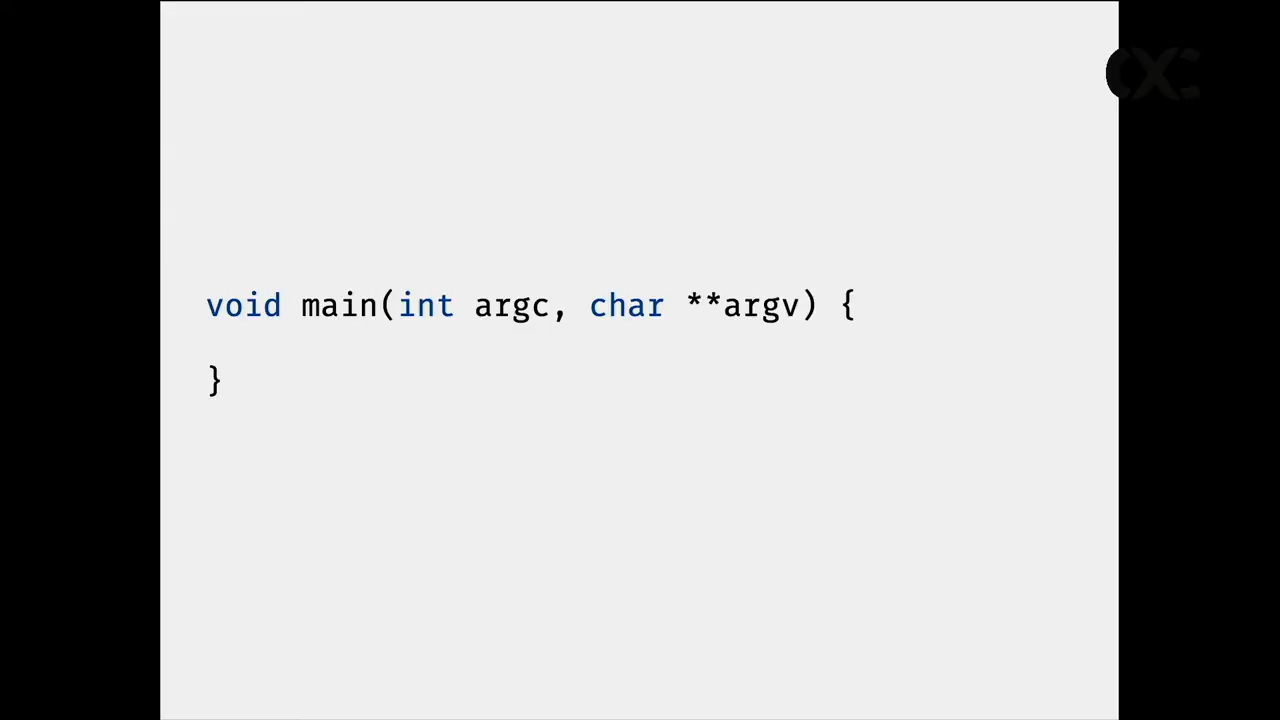 void main(int argc, char **argv) {
}